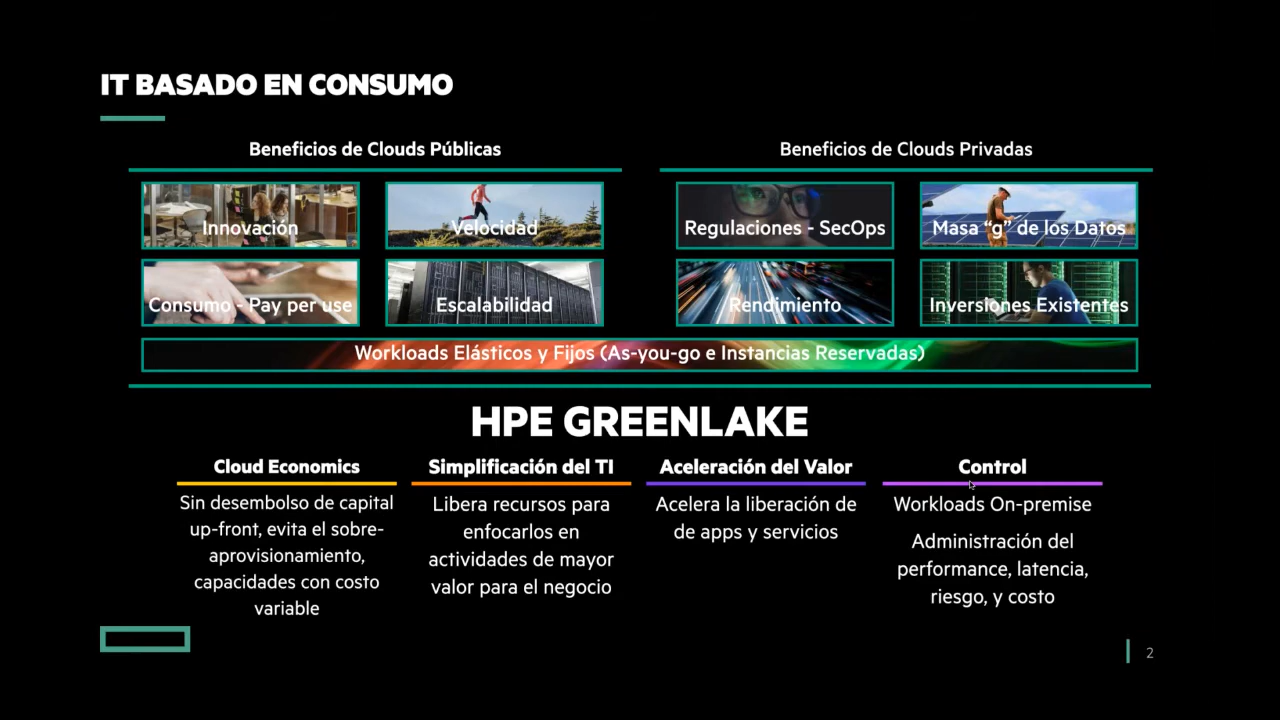 IT BASADO EN CONSUMO
Beneficios de Clouds Públicas
Beneficios de Clouds Privadas
Innovación
Velocidad
Regulaciones - SecOps
Masa “g” de los Datos
Consumo - Pay per use
Escalabilidad
Rendimiento
Inversiones Existentes
Workloads Elásticos y Fijos (As-you-go e Instancias Reservadas)
HPE GREENLAKE
Cloud Economics
Sin desembolso de capital
up-front, evita el sobre-
aprovisionamiento,
capacidades con costo
variable
Simplificación del TI
Libera recursos para
enfocarlos en
actividades de mayor
valor para el negocio
Aceleración del Valor
Acelera la liberación de
de apps y servicios
Control
Workloads On-premise
Administración del
performance, latencia,
riesgo, y costo
2